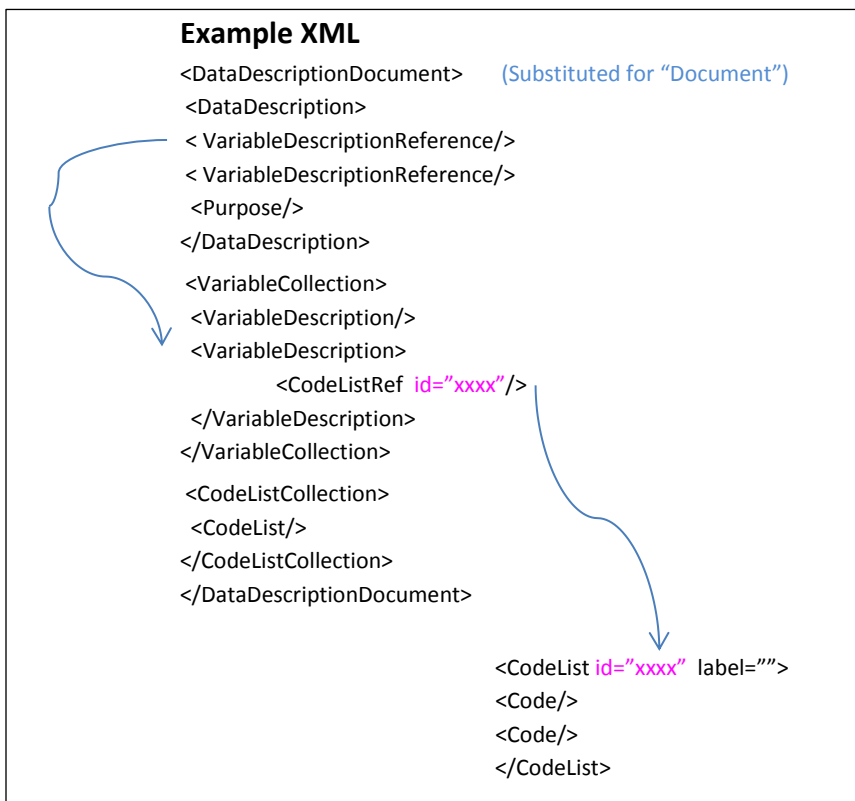 Example XML
<DataDescriptionDocument> (Substituted for “Document”)
<DataDescription>
< VariableDescriptionReference/>
< VariableDescriptionReference/>
<Purpose/>
</DataDescription>
<VariableCollection>
<VariableDescription/>
<VariableDescription>
<CodeListRef id=”xxxx”/>
</VariableDescription>
</VariableCollection>
<CodeListCollection>
<CodeList/>
</CodeListCollection>
</DataDescriptionDocument>
<CodeList id=”xxxx” label=””>
<Code/>
<Code/>
</CodeList>